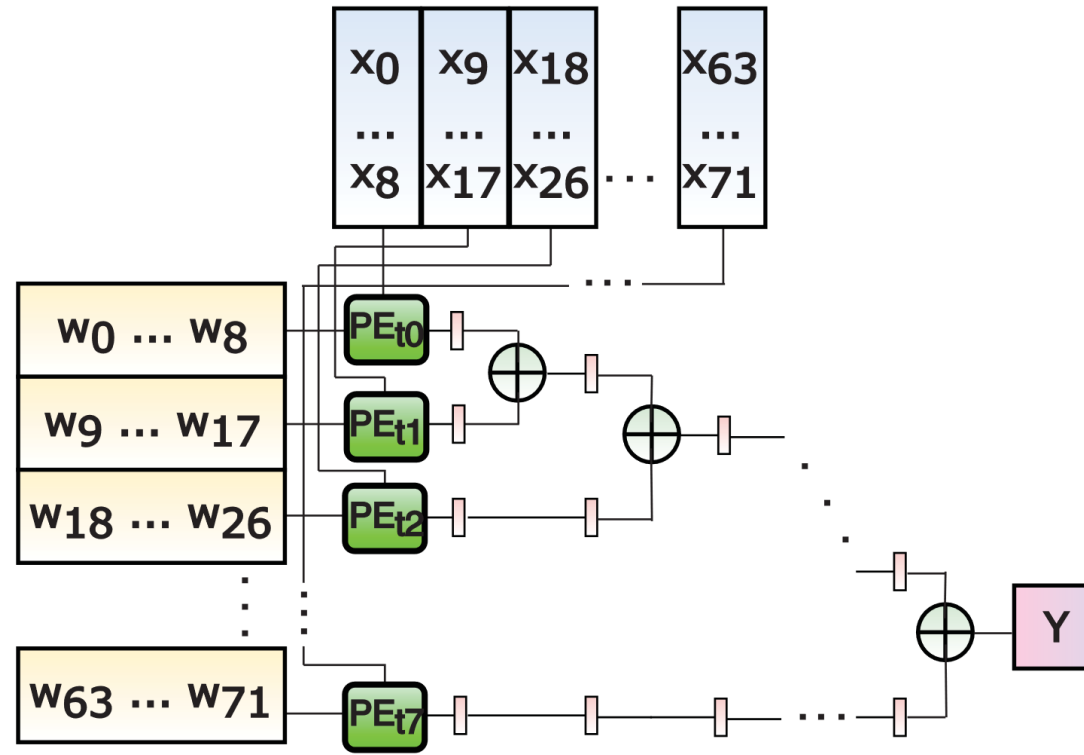 x0 x9 x18 x63
... ... ... ...
x8 x17 x26 ... x71
...
w0 ... w8 PEt0
w9 ... w17 PEt1
w18 ... w26 PEt2
Y
w63 ... w71 PEt7 ...